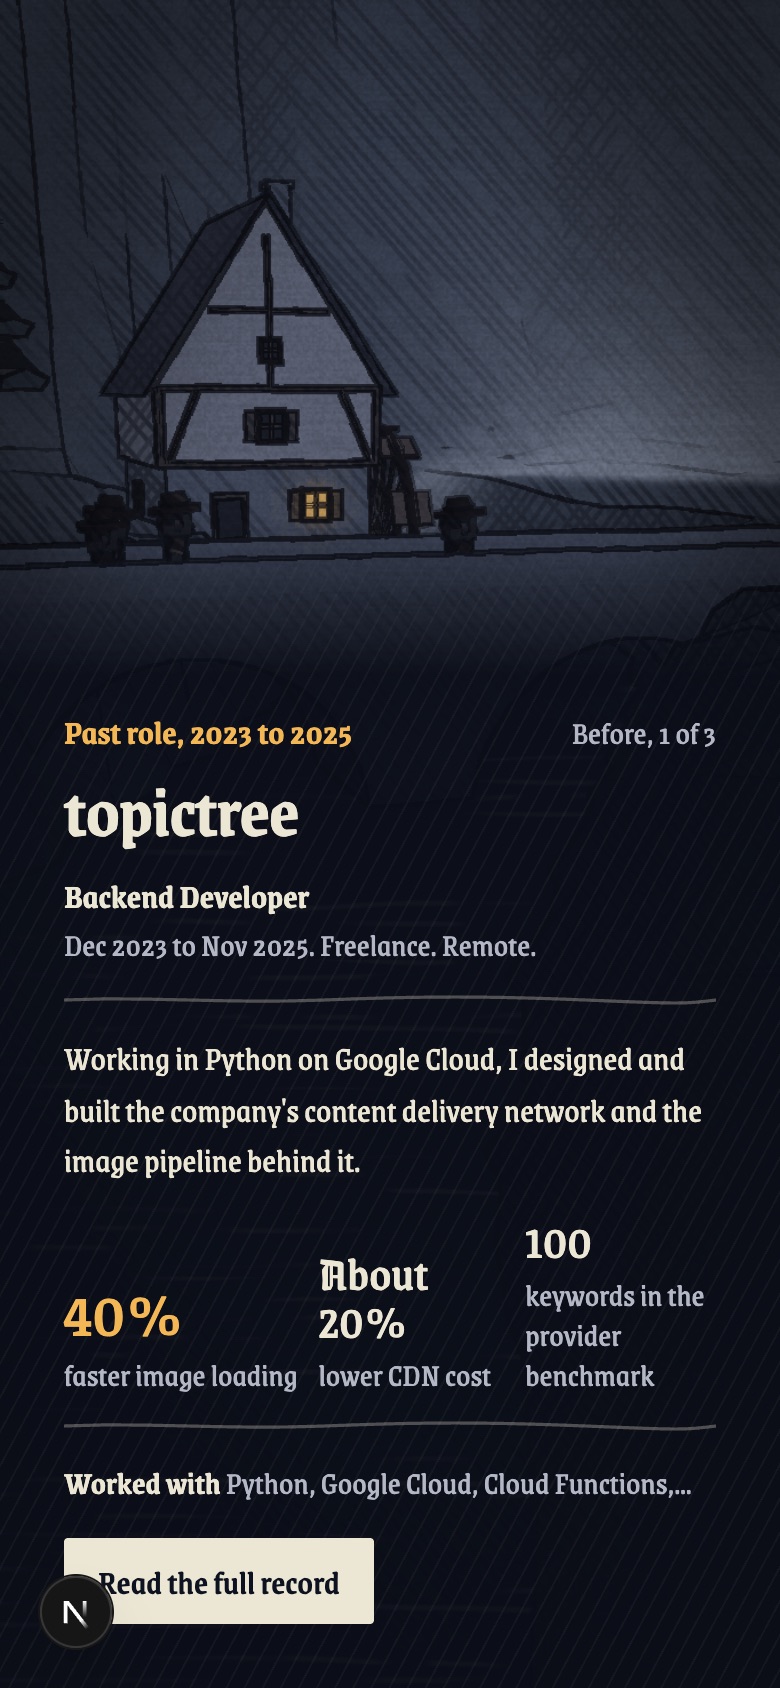 Past role, 2023 to 2025
Before, 1 of 3
topictree
Backend Developer
Dec 2023 to Nov 2025. Freelance. Remote.
Working in Python on Google Cloud, I designed and
built the company's content delivery network and the
image pipeline behind it.
40%
faster image loading
About
20%
lower CDN cost
100
keywords in the
provider
benchmark
Worked with Python, Google Cloud, Cloud Functions,...
Read the full record
N